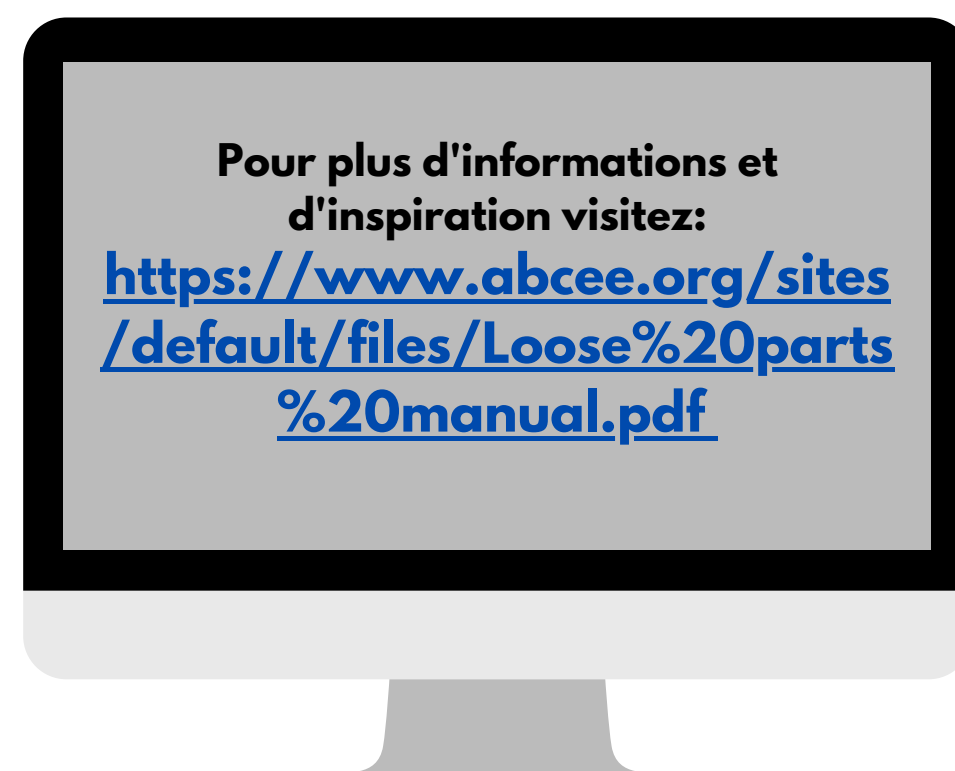 Pour plus d'informations et
d'inspiration visitez:
https://www.abcee.org/sites
/default/files/Loose%20parts
%20manual.pdf